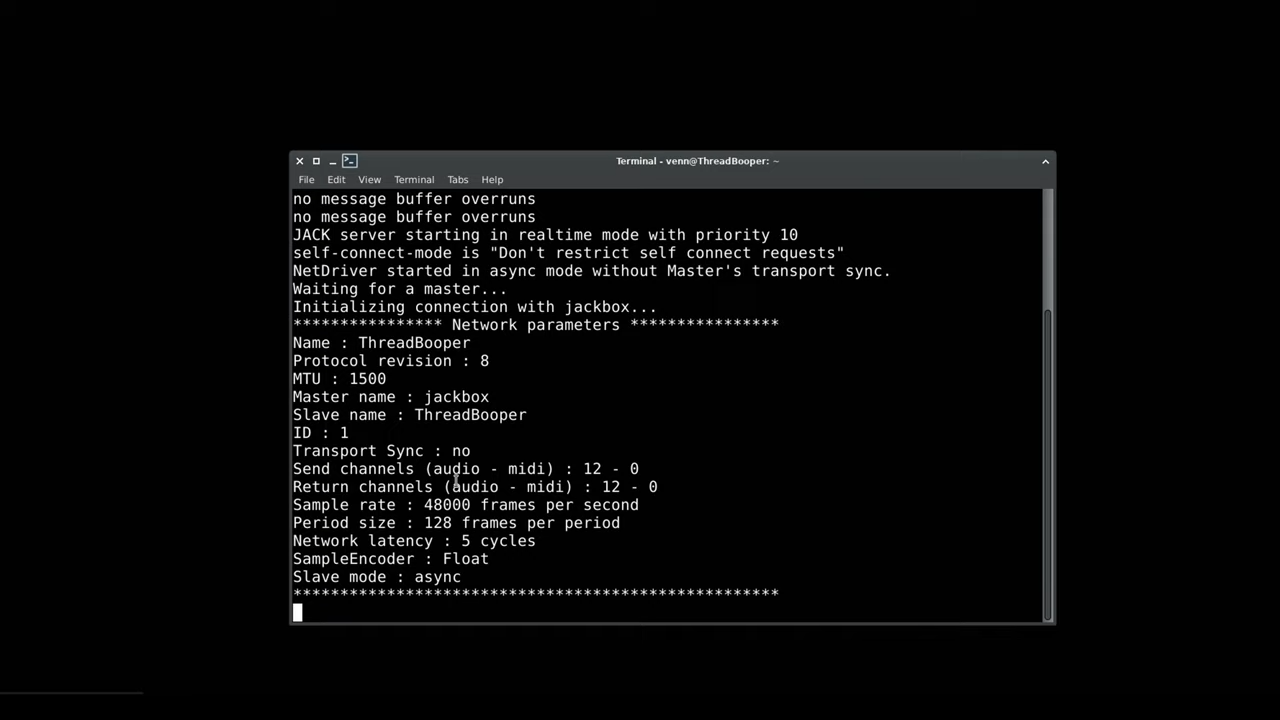 Terminal - venn@ThreadBooper: ~
File Edit View Terminal Tabs Help
no message buffer overruns
no message buffer overruns
JACK server starting in realtime mode with priority 10
self-connect-mode is "Don't restrict self connect requests"
NetDriver started in async mode without Master's transport sync.
Waiting for a master...
Initializing connection with jackbox...
**************** Network parameters ****************
Name : ThreadBooper
Protocol revision : 8
MTU : 1500
Master name : jackbox
Slave name : ThreadBooper
ID : 1
Transport Sync : no
Send channels (audio - midi) : 12 - 0
Return channels (audio - midi) : 12 - 0
Sample rate : 48000 frames per second
Period size : 128 frames per period
Network latency : 5 cycles
SampleEncoder : Float
Slave mode : async
****************************************************